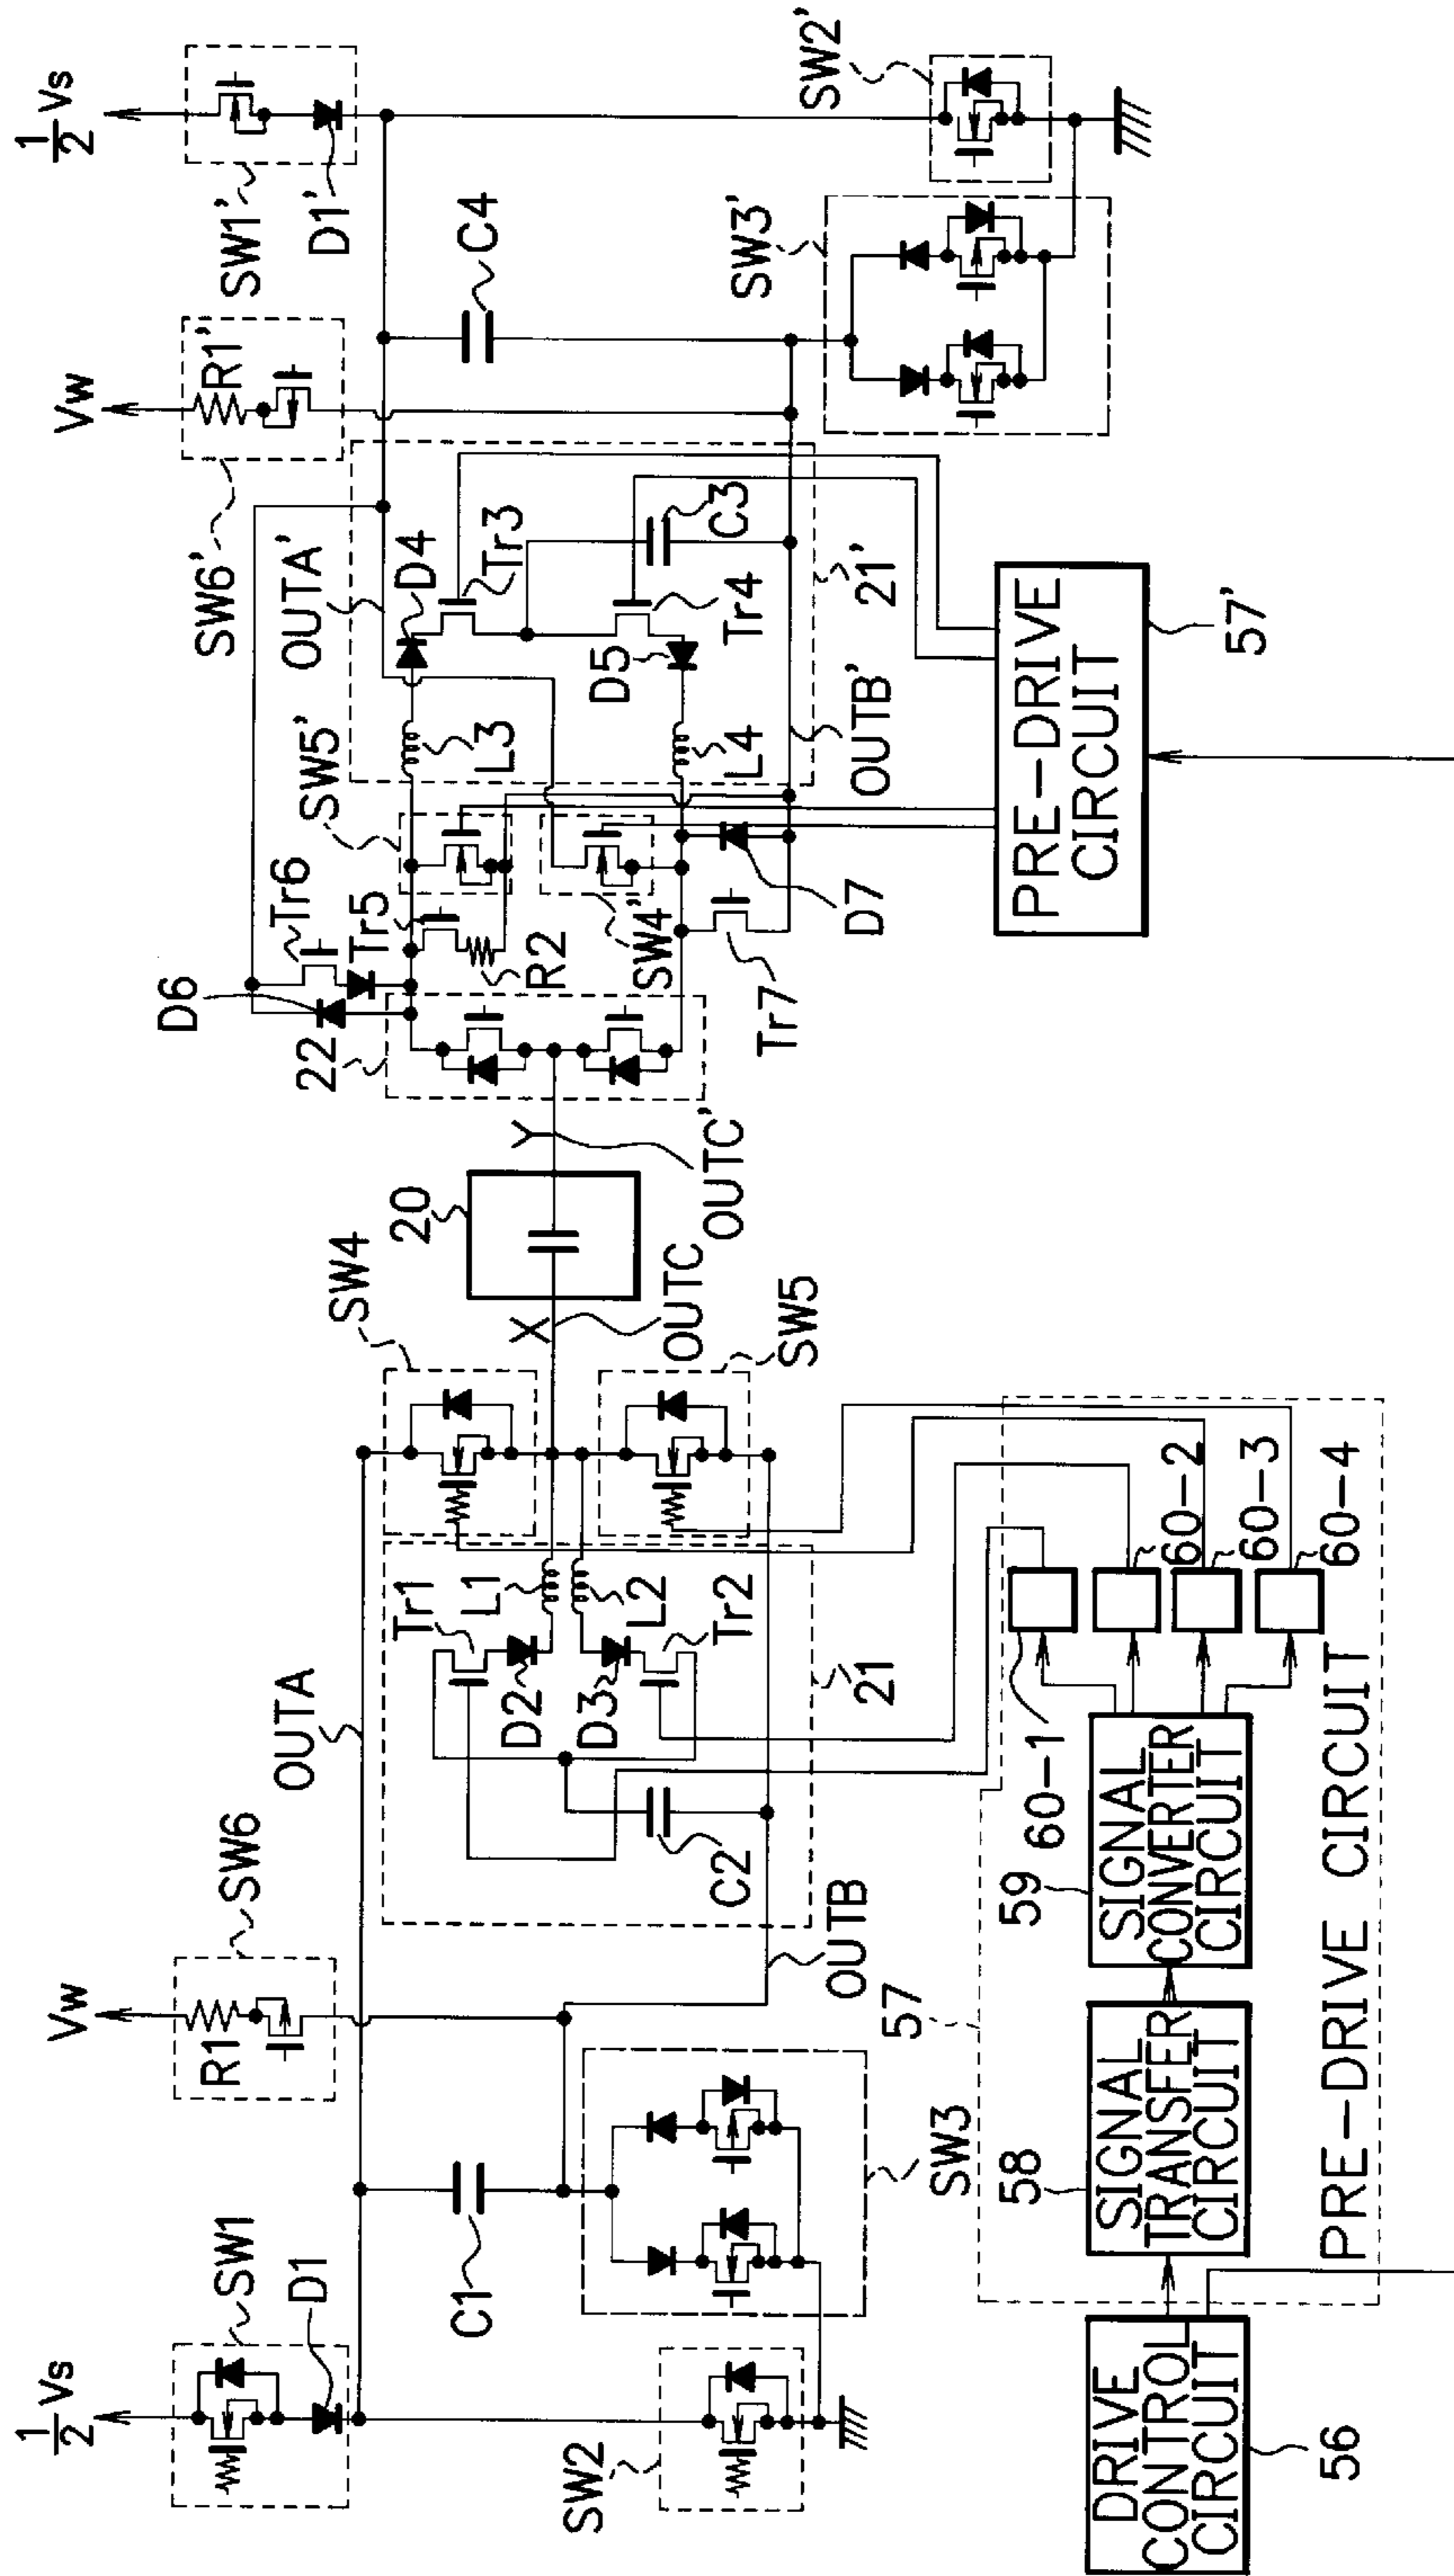 1/2 Vs
SW1
D1
C1
SW2
SW3
Vw
R1
SW6
OUTA
OUTB
Tr1
L1
D2
D3
L2
Tr2
C2
21
SW4
SW5
X
OUTC
20
Y
OUTC'
22
D6
Tr6
Tr5
R2
SW5'
SW4'
Tr7
D7
L3
L4
D4
D5
Tr3
Tr4
C3
21'
OUTA'
OUTB'
SW6'
Vw
R1'
C4
SW3'
1/2 Vs
SW1'
D1'
SW2'
DRIVE
CONTROL
CIRCUIT
56
57
58
SIGNAL
TRANSFER
CIRCUIT
59
SIGNAL
CONVERTER
CIRCUIT
60-1
60-2
60-3
60-4
PRE-DRIVE CIRCUIT
PRE-DRIVE
CIRCUIT
57'